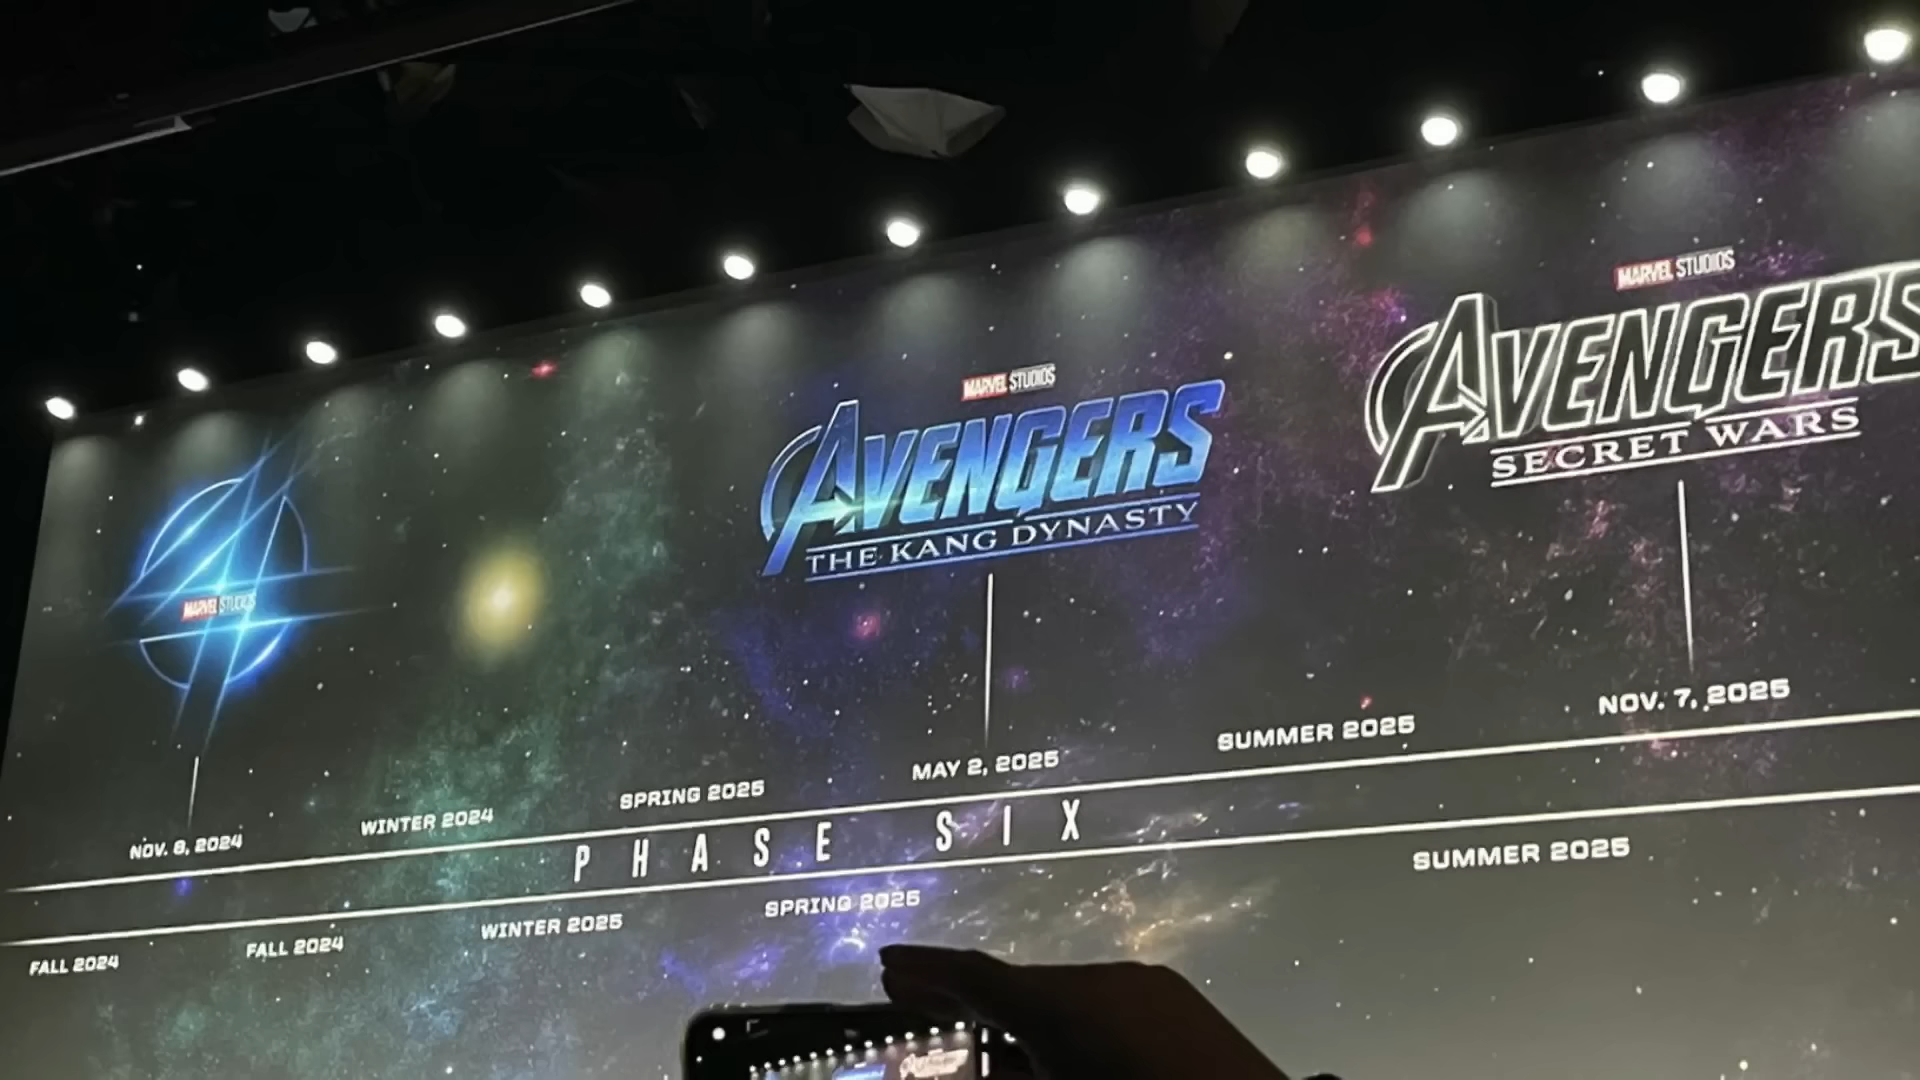 MARVEL STUDIOS
NOV. 8, 2024
WINTER 2024
SPRING 2025
MARVEL STUDIOS
AVENGERS
THE KANG DYNASTY
MAY 2, 2025
SUMMER 2025
MARVEL STUDIOS
AVENGERS
SECRET WARS
NOV. 7, 2025
PHASE SIX
FALL 2024
FALL 2024
WINTER 2025
SPRING 2025
SUMMER 2025